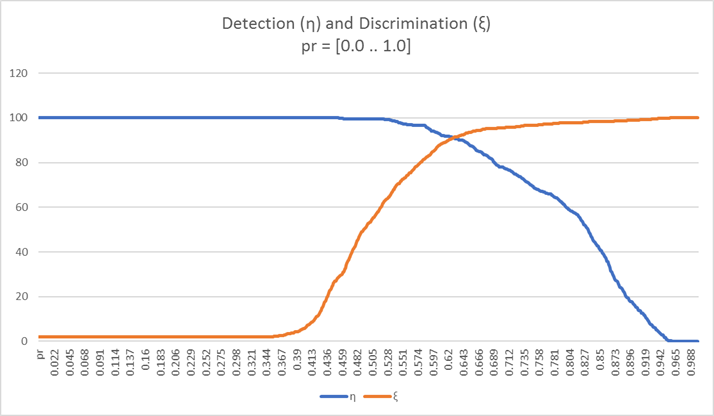 Detection (η) and Discrimination (ξ)
pr = [0.0 .. 1.0]
120
100
80
60
40
20
0
pr 0.022 0.045 0.068 0.091 0.114 0.137 0.16 0.183 0.206 0.229 0.252 0.275 0.298 0.321 0.344 0.367 0.39 0.413 0.436 0.459 0.482 0.505 0.528 0.551 0.574 0.597 0.62 0.643 0.666 0.689 0.712 0.735 0.758 0.781 0.804 0.827 0.85 0.873 0.896 0.919 0.942 0.965 0.988
η ξ